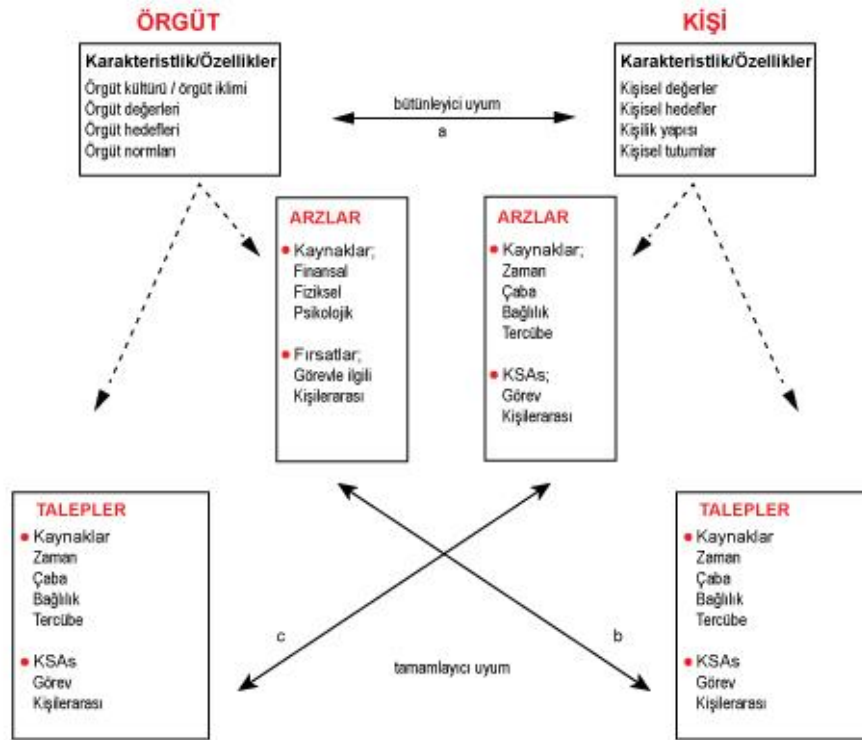 ÖRGÜT
Karakteristlik/Özellikler
Örgüt kültürü / örgüt iklimi
Örgüt değerleri
Örgüt hedefleri
Örgüt normları
bütünleyici uyum
a
KİŞİ
Karakteristlik/Özellikler
Kişisel değerler
Kişisel hedefler
Kişilik yapısı
Kişisel tutumlar
ARZLAR
Kaynaklar;
Finansal
Fiziksel
Psikolojik
Fırsatlar;
Görevle ilgili
Kişilerarası
ARZLAR
Kaynaklar;
Zaman
Çaba
Bağlılık
Tercübe
KSAs;
Görev
Kişilerarası
TALEPLER
Kaynaklar
Zaman
Çaba
Bağlılık
Tercübe
KSAs
Görev
Kişilerarası
c
b
tamamlayıcı uyum
TALEPLER
Kaynaklar
Zaman
Çaba
Bağlılık
Tercübe
KSAs
Görev
Kişilerarası